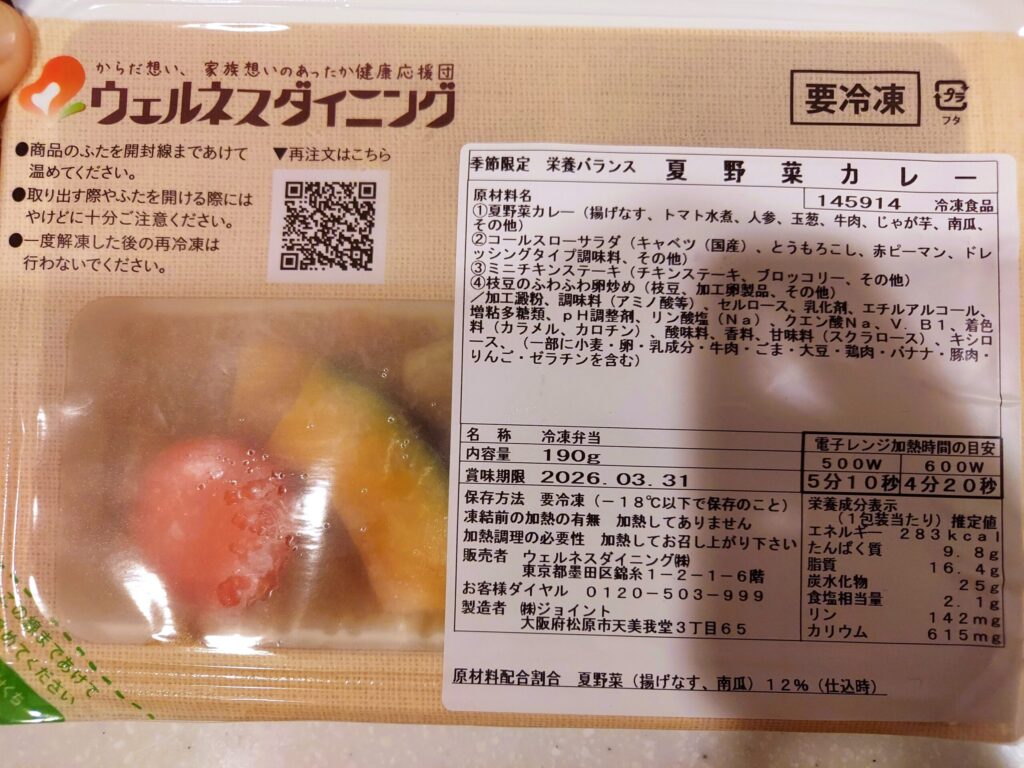 からだ想い、家族想いのあったか健康応援団
ウェルネスダイニング
要冷凍
プラ
フタ
●商品のふたを開封線まであけて
温めてください。
●取り出す際やふたを開ける際には
やけどに十分ご注意ください。
●一度解凍した後の再冷凍は
行わないでください。
▼再注文はこちら
季節限定 栄養バランス 夏野菜カレー
原材料名 145914 冷凍食品
①夏野菜カレー（揚げなす、トマト水煮、人参、玉葱、牛肉、じゃが芋、南瓜、
その他）
②コールスローサラダ（キャベツ（国産）、とうもろこし、赤ピーマン、ドレ
ッシングタイプ調味料、その他）
③ミニチキンステーキ（チキンステーキ、ブロッコリー、その他）
④枝豆のふわふわ卵炒め（枝豆、加工卵製品、その他）
／加工澱粉、調味料（アミノ酸等）、セルロース、乳化剤、エチルアルコール、
増粘多糖類、pH調整剤、リン酸塩（Na）、クエン酸Na、V．B1、着色
料（カラメル、カロチン）、酸味料、香料、甘味料（スクラロース）、キシロ
ース、（一部に小麦・卵・乳成分・牛肉・ごま・大豆・鶏肉・バナナ・豚肉・
りんご・ゼラチンを含む）
名称 冷凍弁当
内容量 190g
賞味期限 2026.03.31
保存方法 要冷凍（－18℃以下で保存のこと）
凍結前の加熱の有無 加熱してありません
加熱調理の必要性 加熱してお召し上がり下さい
販売者 ウェルネスダイニング㈱
東京都墨田区錦糸1－2－1－6階
お客様ダイヤル 0120－503－999
製造者 ㈱ジョイント
大阪府松原市天美我堂3丁目65
電子レンジ加熱時間の目安
500W 600W
5分10秒 4分20秒
栄養成分表示
（1包装当たり）推定値
エネルギー 283kcal
たんぱく質 9.8g
脂質 16.4g
炭水化物 25g
食塩相当量 2.1g
リン 142mg
カリウム 615mg
原材料配合割合 夏野菜（揚げなす、南瓜）12％（仕込時）